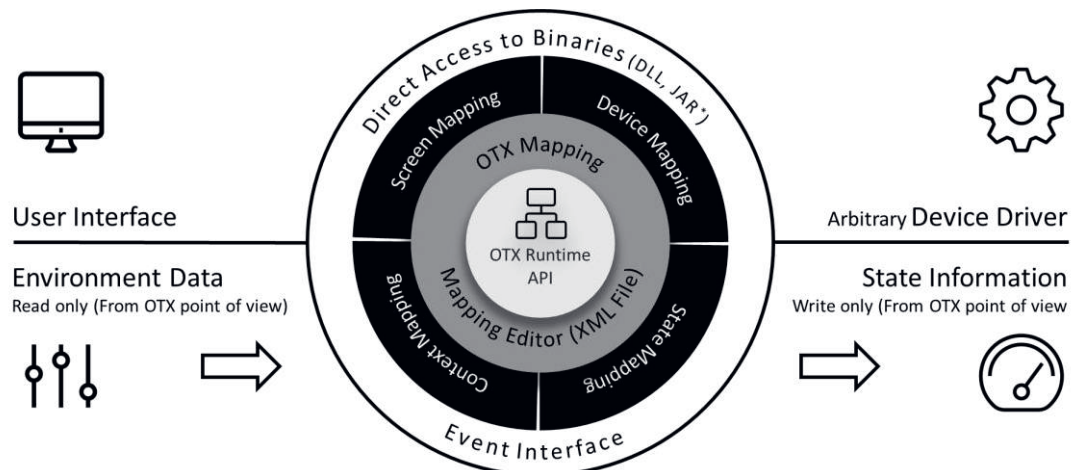 Direct Access to Binaries (DLL, JAR*)
Screen Mapping
Device Mapping
OTX Mapping
User Interface
Arbitrary Device Driver
OTX Runtime
API
Environment Data
Read only (From OTX point of view)
State Information
Write only (From OTX point of view
Mapping Editor (XML File)
Context Mapping
State Mapping
Event Interface